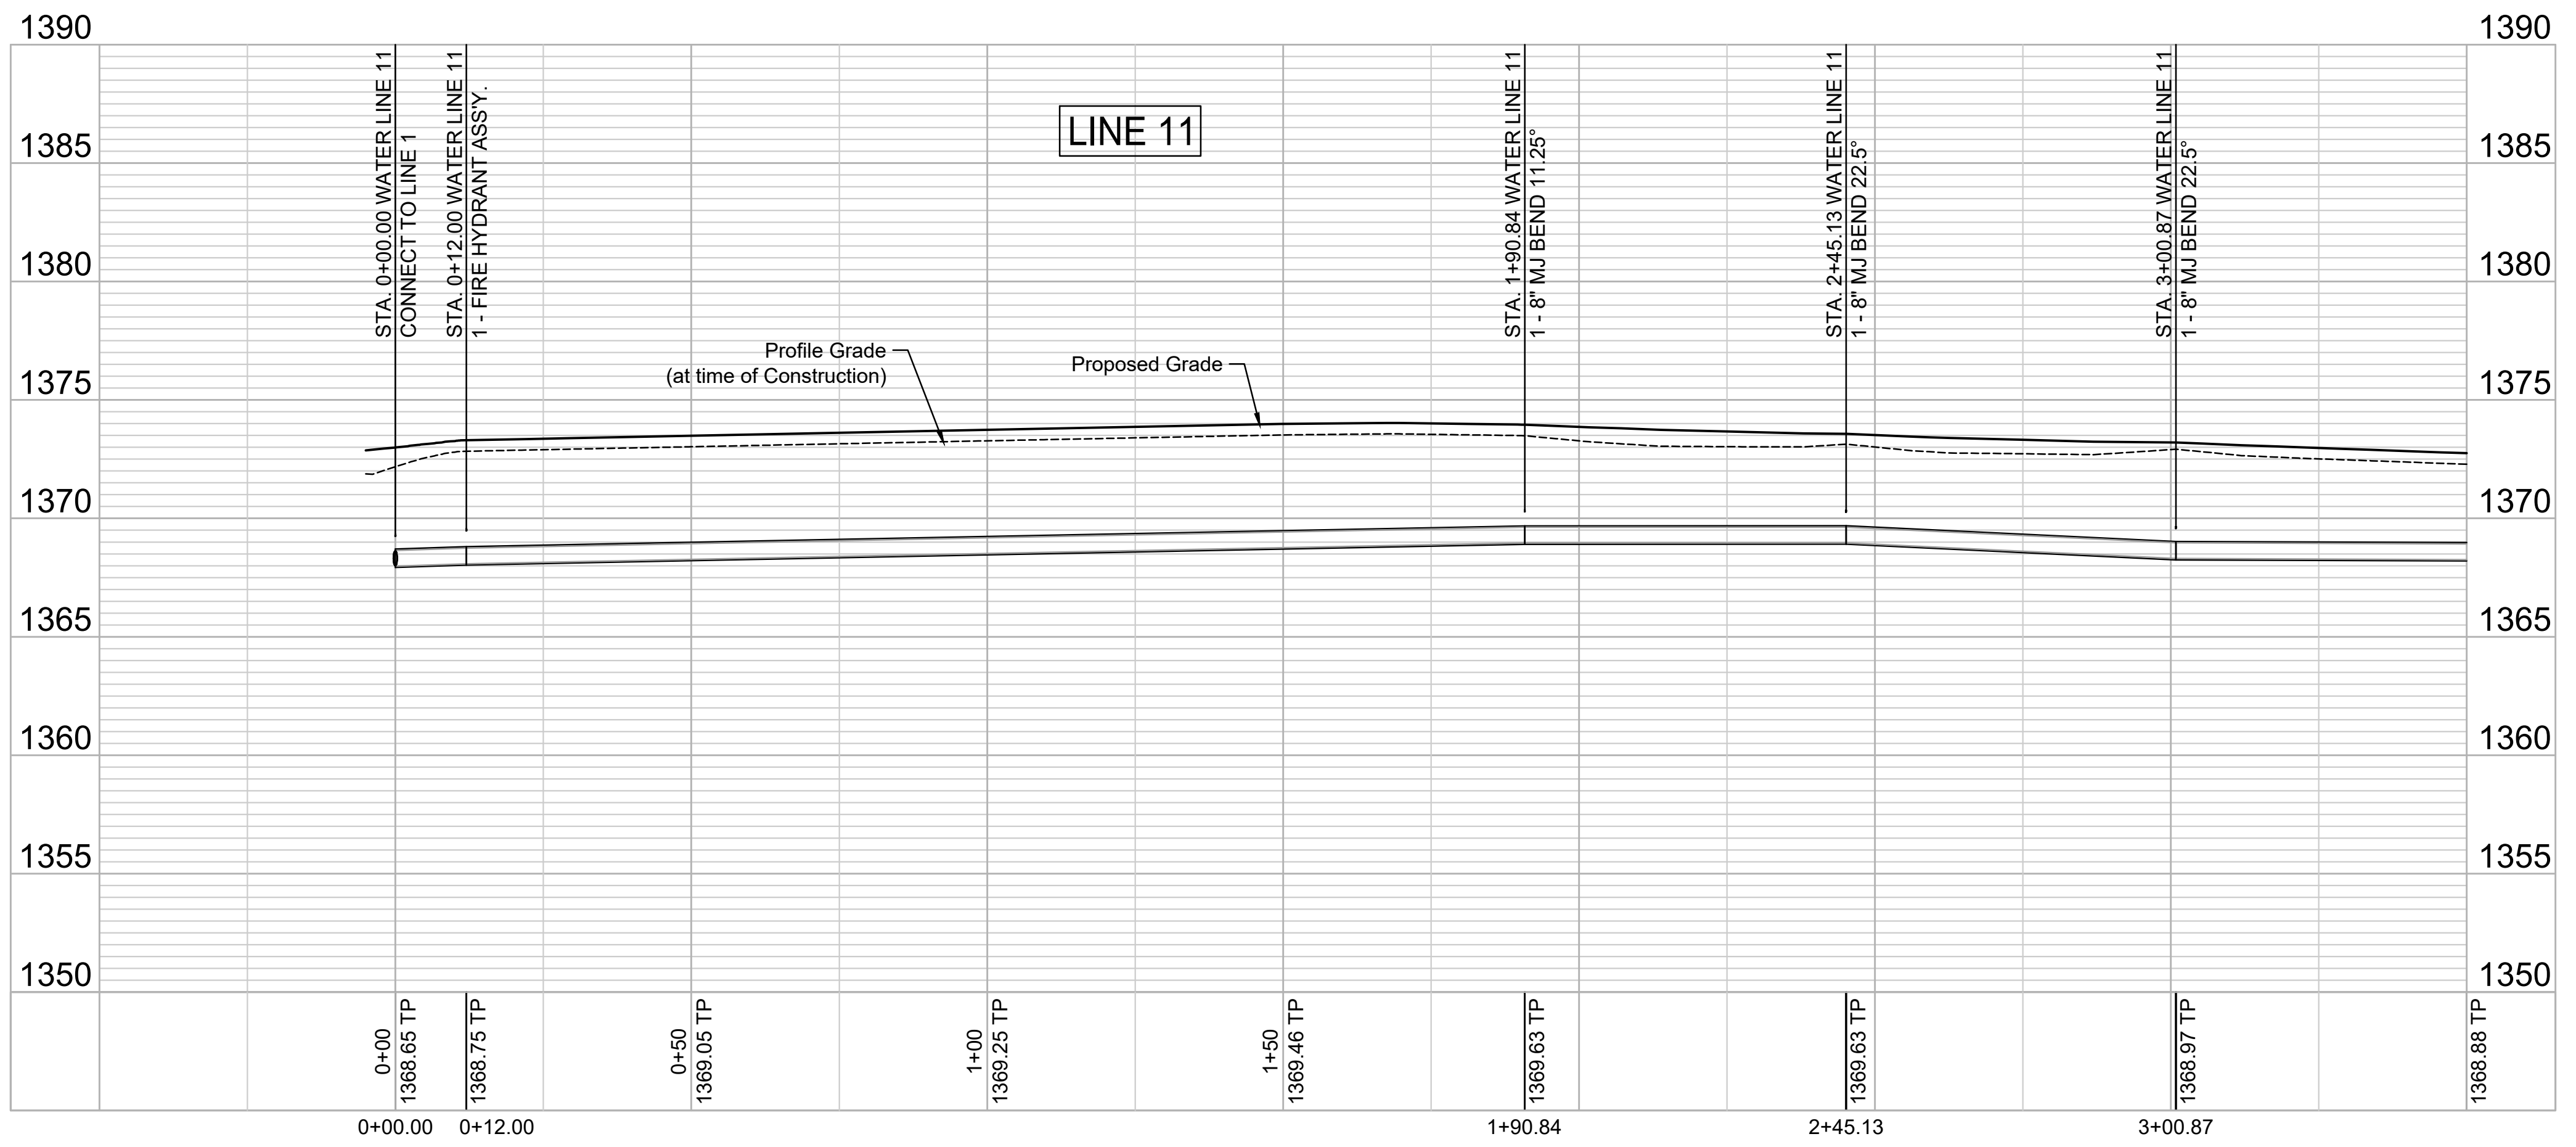 1390
1390
1385
1385
1380
1380
1375
1375
1370
1370
1365
1365
1360
1360
1355
1355
1350
1350
STA. 0+00.00 WATER LINE 11
CONNECT TO LINE 1
STA. 0+12.00 WATER LINE 11
1 - FIRE HYDRANT ASS'Y.
LINE 11
STA. 1+90.84 WATER LINE 11
1 - 8" MJ BEND 11.25°
STA. 2+45.13 WATER LINE 11
1 - 8" MJ BEND 22.5°
STA. 3+00.87 WATER LINE 11
1 - 8" MJ BEND 22.5°
Profile Grade
(at time of Construction)
Proposed Grade
0+00
1368.65 TP
1368.75 TP
0+50
1369.05 TP
1+00
1369.25 TP
1+50
1369.46 TP
1369.63 TP
1369.63 TP
1368.97 TP
1368.88 TP
0+00.00
0+12.00
1+90.84
2+45.13
3+00.87